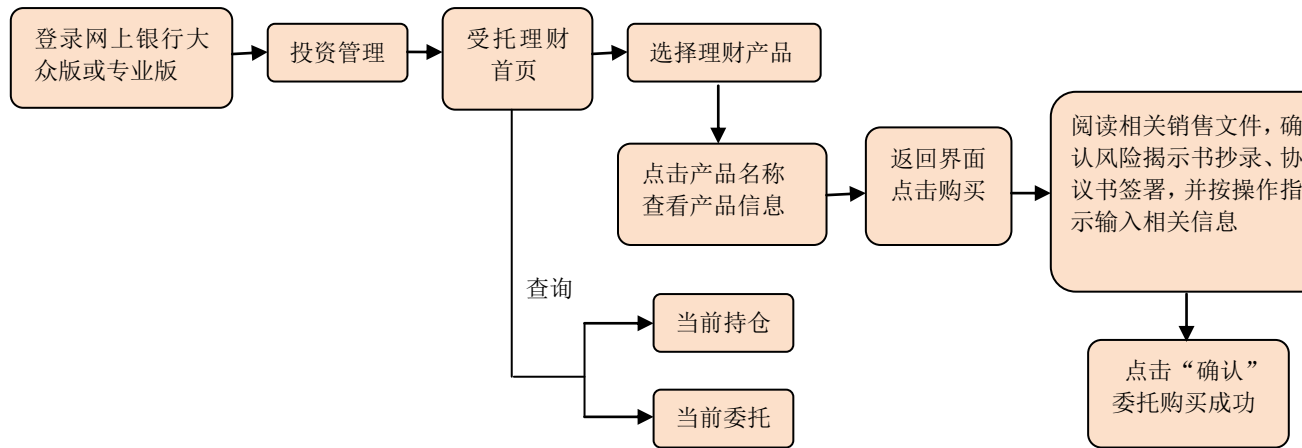 登录网上银行大
众版或专业版
投资管理
受托理财
首页
选择理财产品
点击产品名称
查看产品信息
返回界面
点击购买
阅读相关销售文件，确
认风险揭示书抄录、协
议书签署，并按操作指
示输入相关信息
查询
当前持仓
当前委托
点击“确认”
委托购买成功